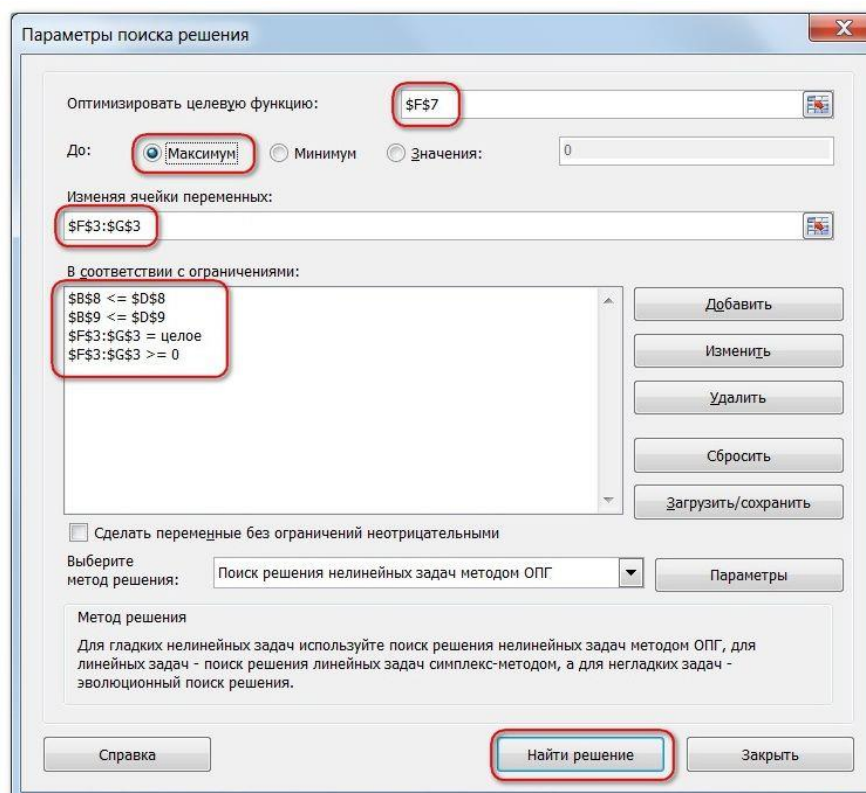 Параметры поиска решения
X
Оптимизировать целевую функцию: $F$7
До: Максимум Минимум Значения: 0
Изменяя ячейки переменных:
$F$3:$G$3
В соответствии с ограничениями:
$B$8 <= $D$8
$B$9 <= $D$9
$F$3:$G$3 = целое
$F$3:$G$3 >= 0
Добавить
Изменить
Удалить
Сбросить
Загрузить/сохранить
Сделать переменные без ограничений неотрицательными
Выберите
метод решения:
Поиск решения нелинейных задач методом ОПГ
Параметры
Метод решения
Для гладких нелинейных задач используйте поиск решения нелинейных задач методом ОПГ, для
линейных задач - поиск решения линейных задач симплекс-методом, а для негладких задач -
эволюционный поиск решения.
Справка Найти решение Закрыть